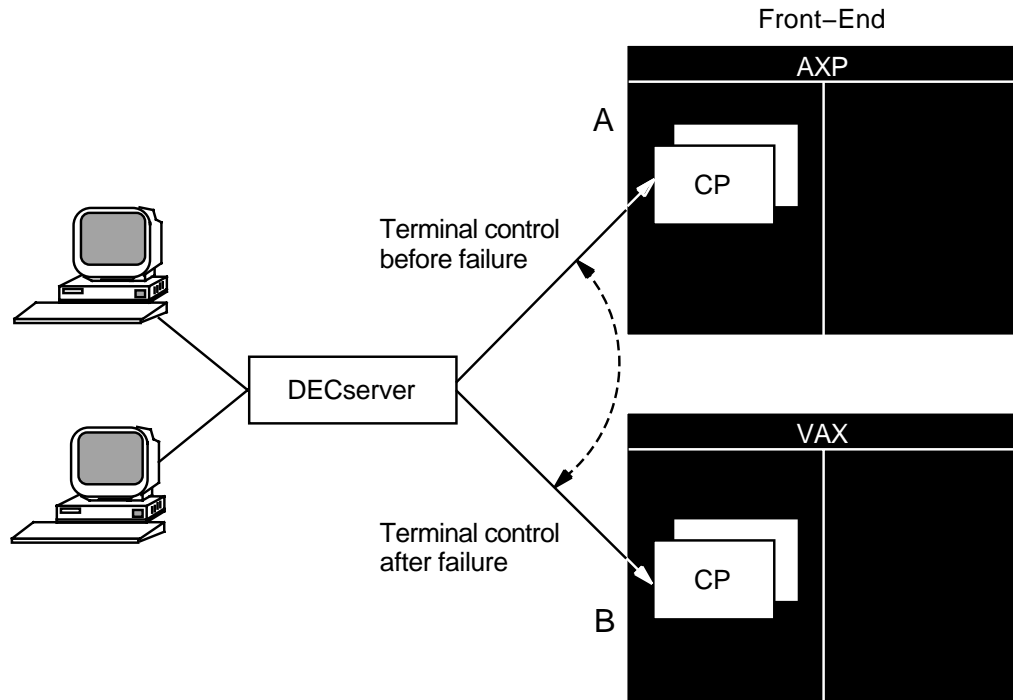 Front–End
AXP
A
CP
Terminal control
before failure
DECserver
VAX
Terminal control
after failure
CP
B